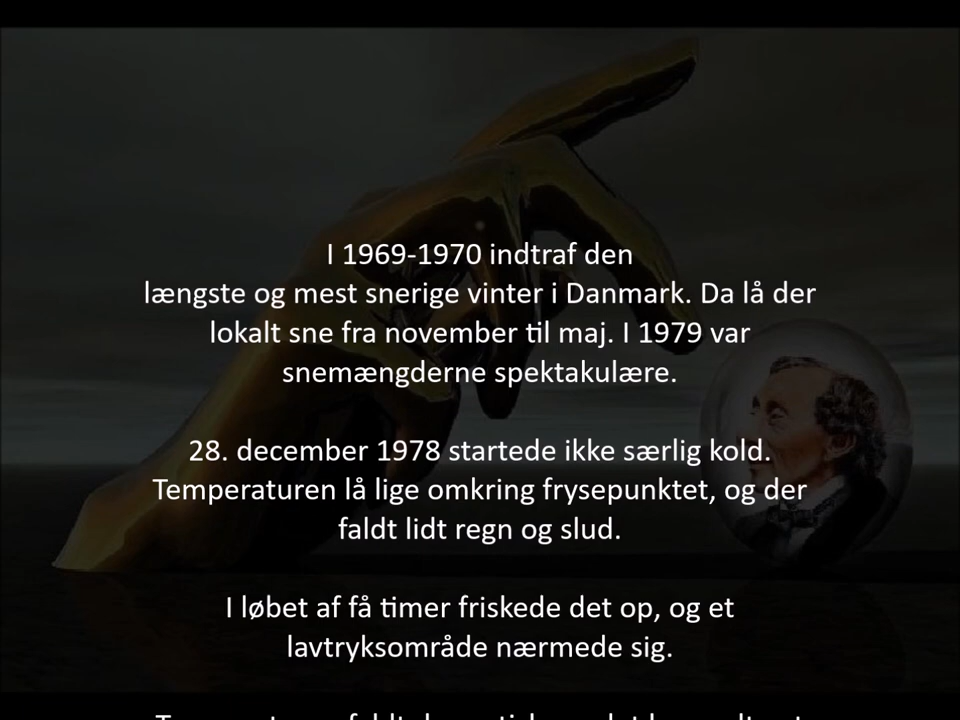 I 1969-1970 indtraf den
længste og mest snerige vinter i Danmark. Da lå der
lokalt sne fra november til maj. I 1979 var
snemængderne spektakulære.
28. december 1978 startede ikke særlig kold.
Temperaturen lå lige omkring frysepunktet, og der
faldt lidt regn og slud.
I løbet af få timer friskede det op, og et
lavtryksområde nærmede sig.